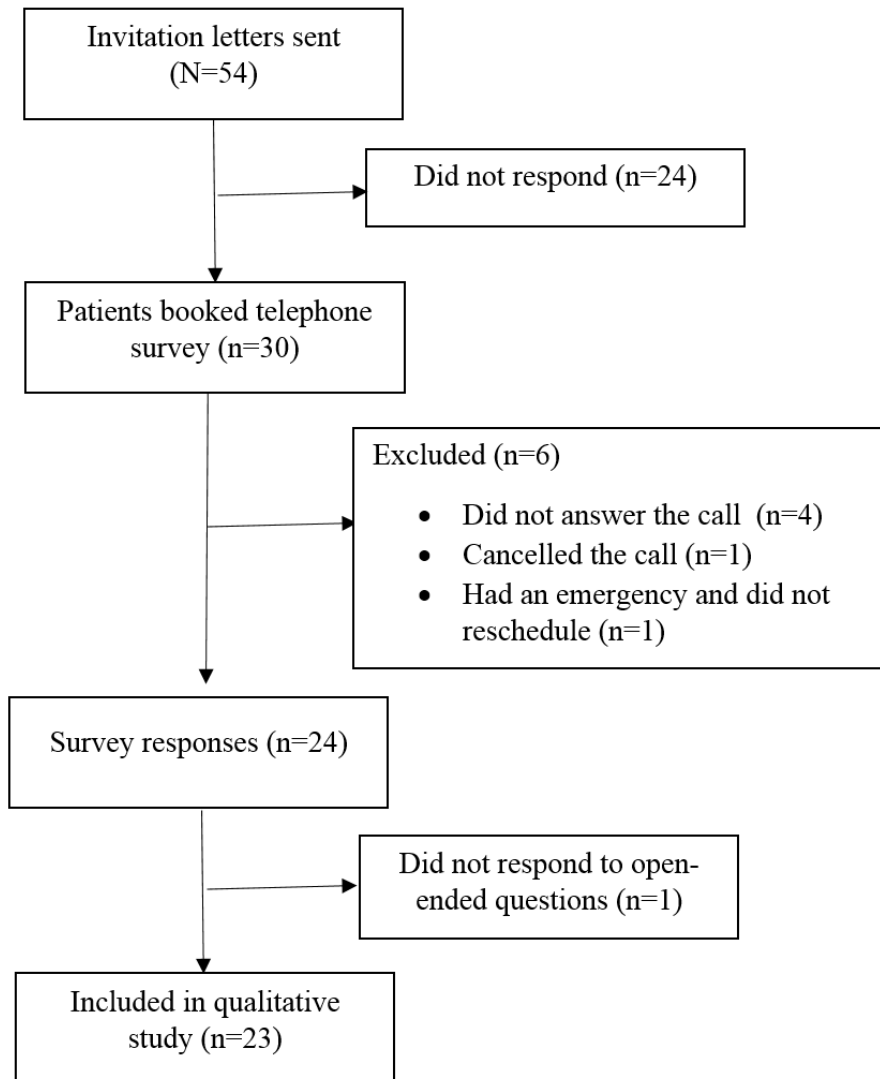 Invitation letters sent
(N=54)
Did not respond (n=24)
Patients booked telephone
survey (n=30)
Excluded (n=6)
• Did not answer the call  (n=4)
• Cancelled the call (n=1)
• Had an emergency and did not
reschedule (n=1)
Survey responses (n=24)
Did not respond to open-
ended questions (n=1)
Included in qualitative
study (n=23)